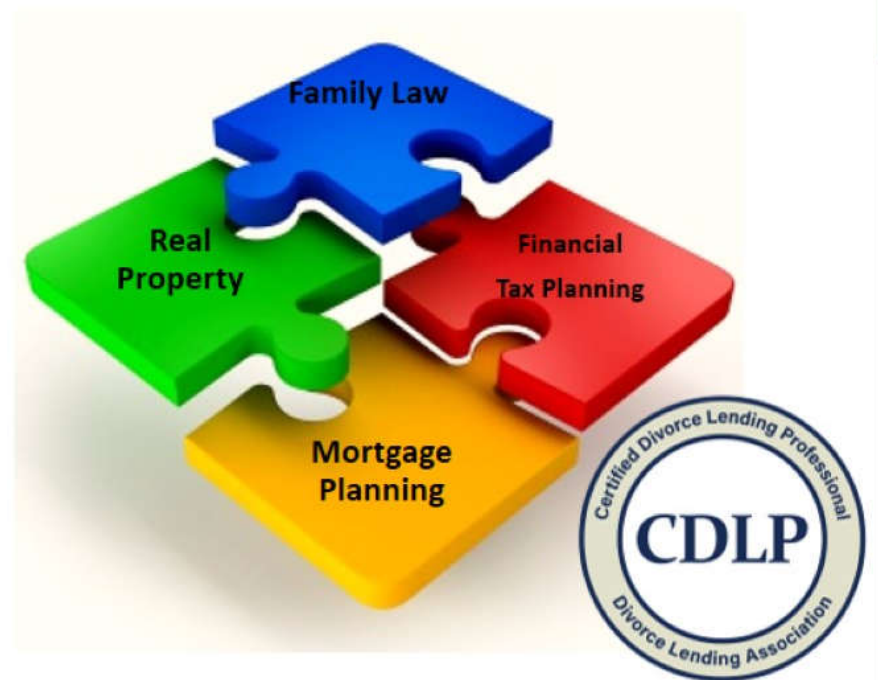 Family Law
Real
Property
Financial
Tax Planning
Mortgage
Planning
Certified Divorce Lending Professional
CDLP
Divorce Lending Association